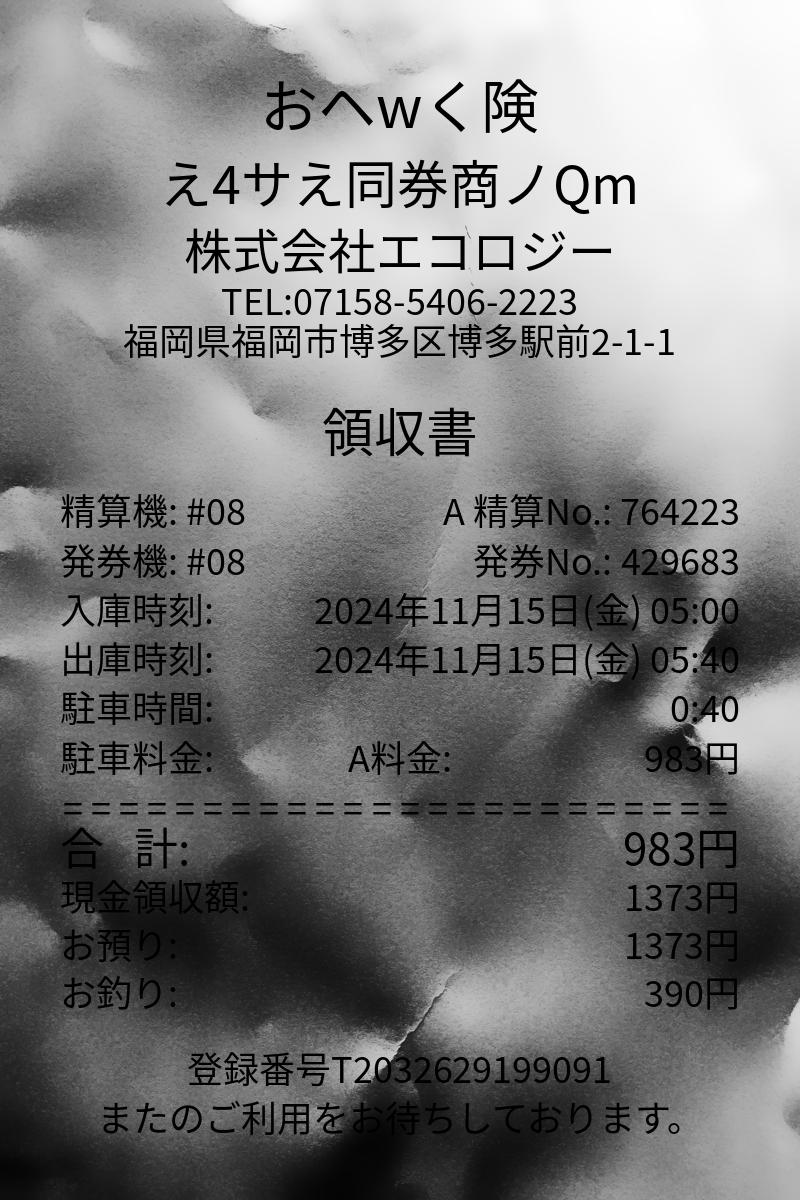 おへwく険
え4サえ同券商ノQm
株式会社エコロジー
TEL:07158-5406-2223
福岡県福岡市博多区博多駅前2-1-1
領収書
精算機: #08 A 精算No.: 764223
発券機: #08 発券No.: 429683
入庫時刻: 2024年11月15日(金) 05:00
出庫時刻: 2024年11月15日(金) 05:40
駐車時間: 0:40
駐車料金: A料金: 983円
========================
合 計: 983円
現金領収額: 1373円
お預り: 1373円
お釣り: 390円
登録番号T2032629199091
またのご利用をお待ちしております。